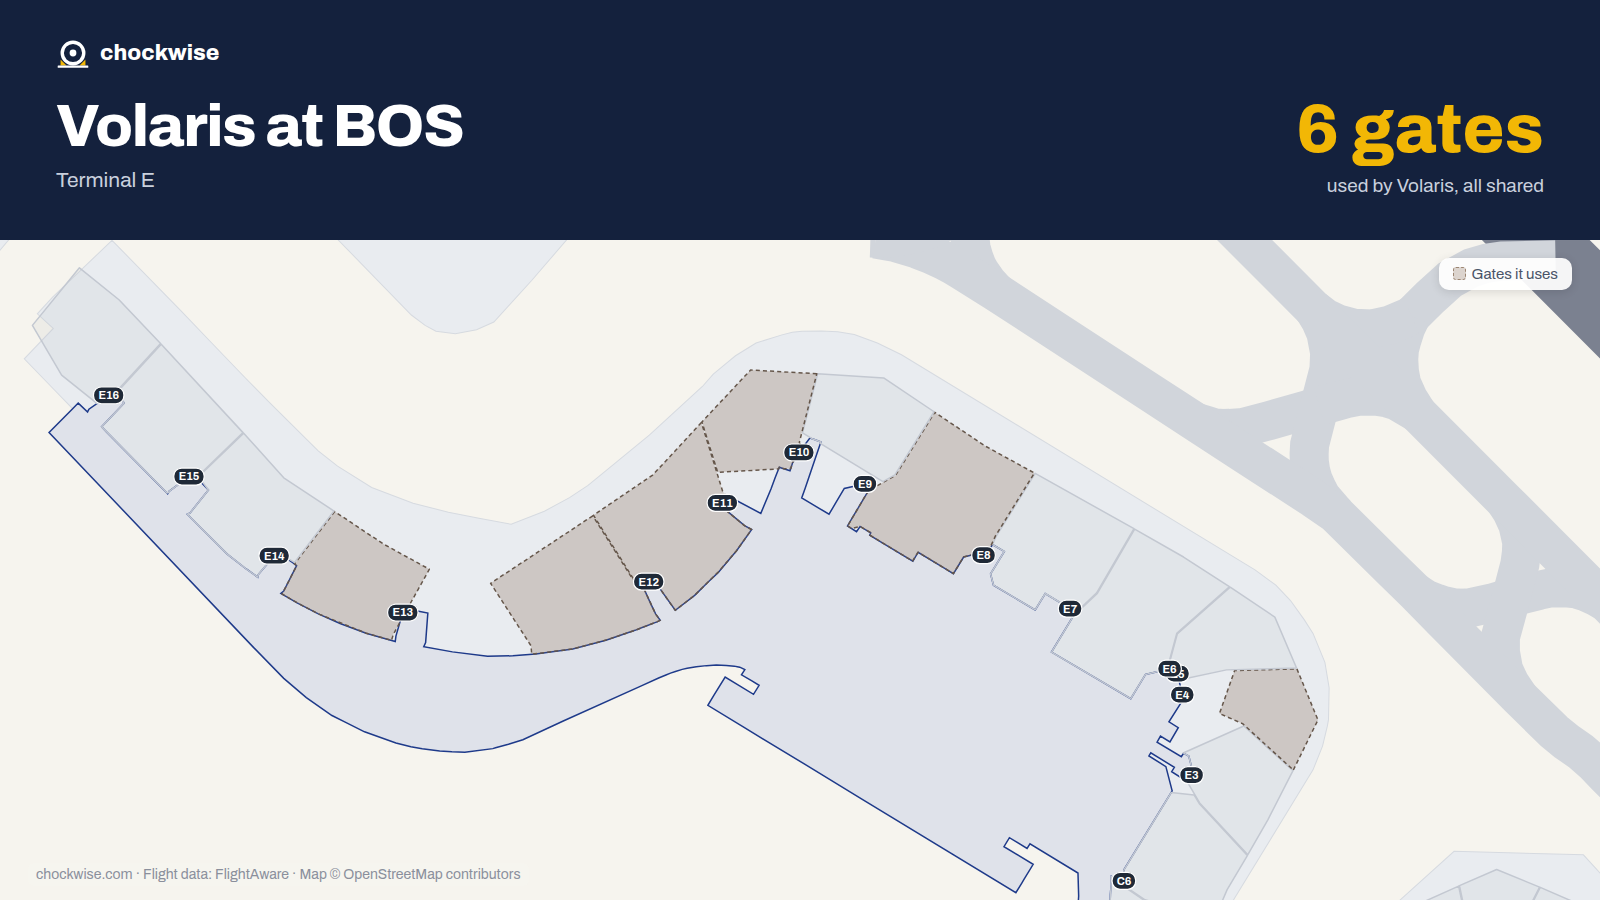 chockwise
Volaris at BOS
Terminal E
6 gates
used by Volaris, all shared
Gates it uses
E16
E15
E14
E13
E12
E11
E10
E9
E8
E7
E6
E4
E3
C6
chockwise.com · Flight data: FlightAware · Map © OpenStreetMap contributors